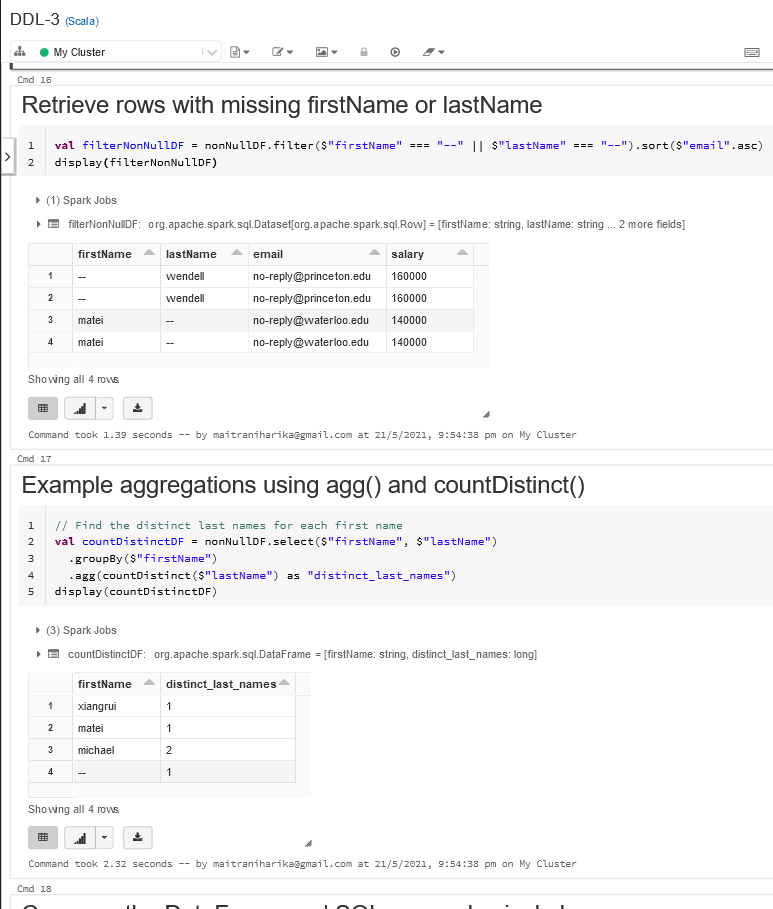 DDL-3 (Scala)
My Cluster
Cmd 16
Retrieve rows with missing firstName or lastName
1 val filterNonNullDF = nonNullDF.filter($"firstName" === "--" || $"lastName" === "--").sort($"email".asc)
2 display(filterNonNullDF)
(1) Spark Jobs
filterNonNullDF: org.apache.spark.sql.Dataset[org.apache.spark.sql.Row] = [firstName: string, lastName: string ... 2 more fields]
firstName lastName email salary
1 -- wendell no-reply@princeton.edu 160000
2 -- wendell no-reply@princeton.edu 160000
3 matei -- no-reply@waterloo.edu 140000
4 matei -- no-reply@waterloo.edu 140000
Showing all 4 rows.
Command took 1.39 seconds -- by maitraniharika@gmail.com at 21/5/2021, 9:54:38 pm on My Cluster
Cmd 17
Example aggregations using agg() and countDistinct()
1 // Find the distinct last names for each first name
2 val countDistinctDF = nonNullDF.select($"firstName", $"lastName")
3 .groupBy($"firstName")
4 .agg(countDistinct($"lastName") as "distinct_last_names")
5 display(countDistinctDF)
(3) Spark Jobs
countDistinctDF: org.apache.spark.sql.DataFrame = [firstName: string, distinct_last_names: long]
firstName distinct_last_names
1 xiangrui 1
2 matei 1
3 michael 2
4 -- 1
Showing all 4 rows.
Command took 2.32 seconds -- by maitraniharika@gmail.com at 21/5/2021, 9:54:38 pm on My Cluster
Cmd 18